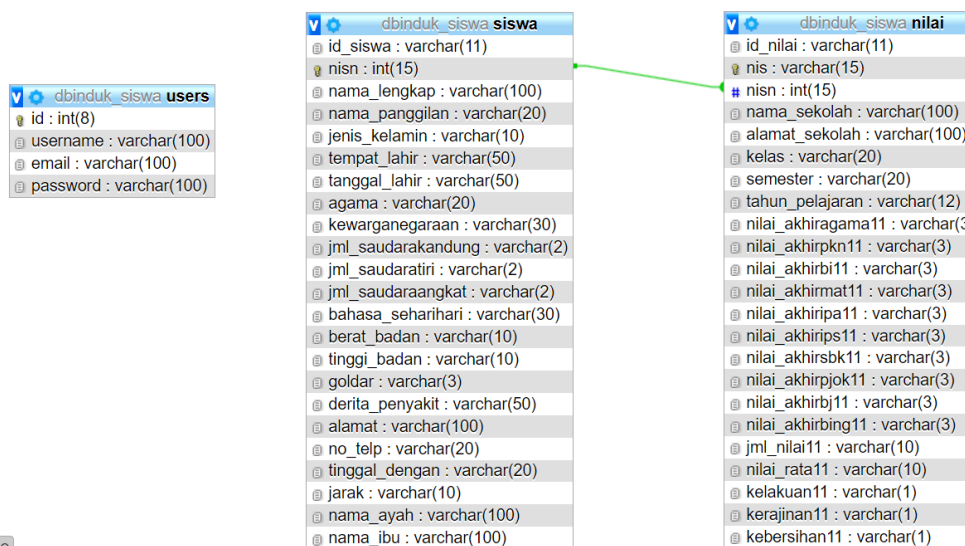 dbinduk_siswa users
id : int(8)
username : varchar(100)
email : varchar(100)
password : varchar(100)
dbinduk_siswa siswa
id_siswa : varchar(11)
nisn : int(15)
nama_lengkap : varchar(100)
nama_panggilan : varchar(20)
jenis_kelamin : varchar(10)
tempat_lahir : varchar(50)
tanggal_lahir : varchar(50)
agama : varchar(20)
kewarganegaraan : varchar(30)
jml_saudarakandung : varchar(2)
jml_saudaratiri : varchar(2)
jml_saudaraangkat : varchar(2)
bahasa_seharihari : varchar(30)
berat_badan : varchar(10)
tinggi_badan : varchar(10)
goldar : varchar(3)
derita_penyakit : varchar(50)
alamat : varchar(100)
no_telp : varchar(20)
tinggal_dengan : varchar(20)
jarak : varchar(10)
nama_ayah : varchar(100)
nama_ibu : varchar(100)
dbinduk_siswa nilai
id_nilai : varchar(11)
nis : varchar(15)
# nisn : int(15)
nama_sekolah : varchar(100)
alamat_sekolah : varchar(100)
kelas : varchar(20)
semester : varchar(20)
tahun_pelajaran : varchar(12)
nilai_akhiragama11 : varchar(3
nilai_akhirpkn11 : varchar(3)
nilai_akhirbi11 : varchar(3)
nilai_akhirmat11 : varchar(3)
nilai_akhiripa11 : varchar(3)
nilai_akhirips11 : varchar(3)
nilai_akhirsbk11 : varchar(3)
nilai_akhirpjok11 : varchar(3)
nilai_akhirbj11 : varchar(3)
nilai_akhirbing11 : varchar(3)
jml_nilai11 : varchar(10)
nilai_rata11 : varchar(10)
kelakuan11 : varchar(1)
kerajinan11 : varchar(1)
kebersihan11 : varchar(1)